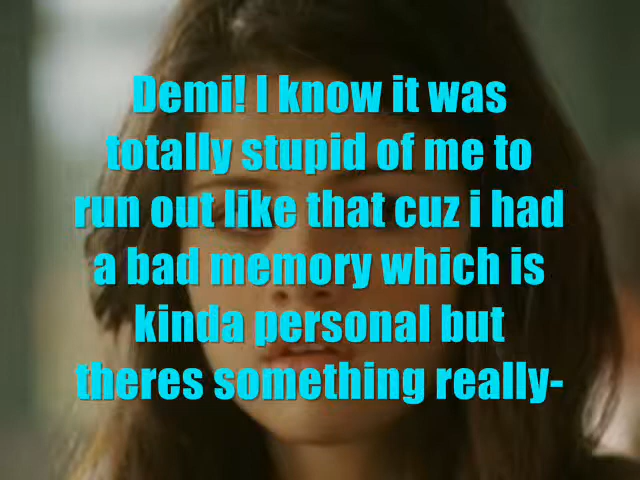 Demi! I know it was
totally stupid of me to
run out like that cuz i had
a bad memory which is
kinda personal but
theres something really-